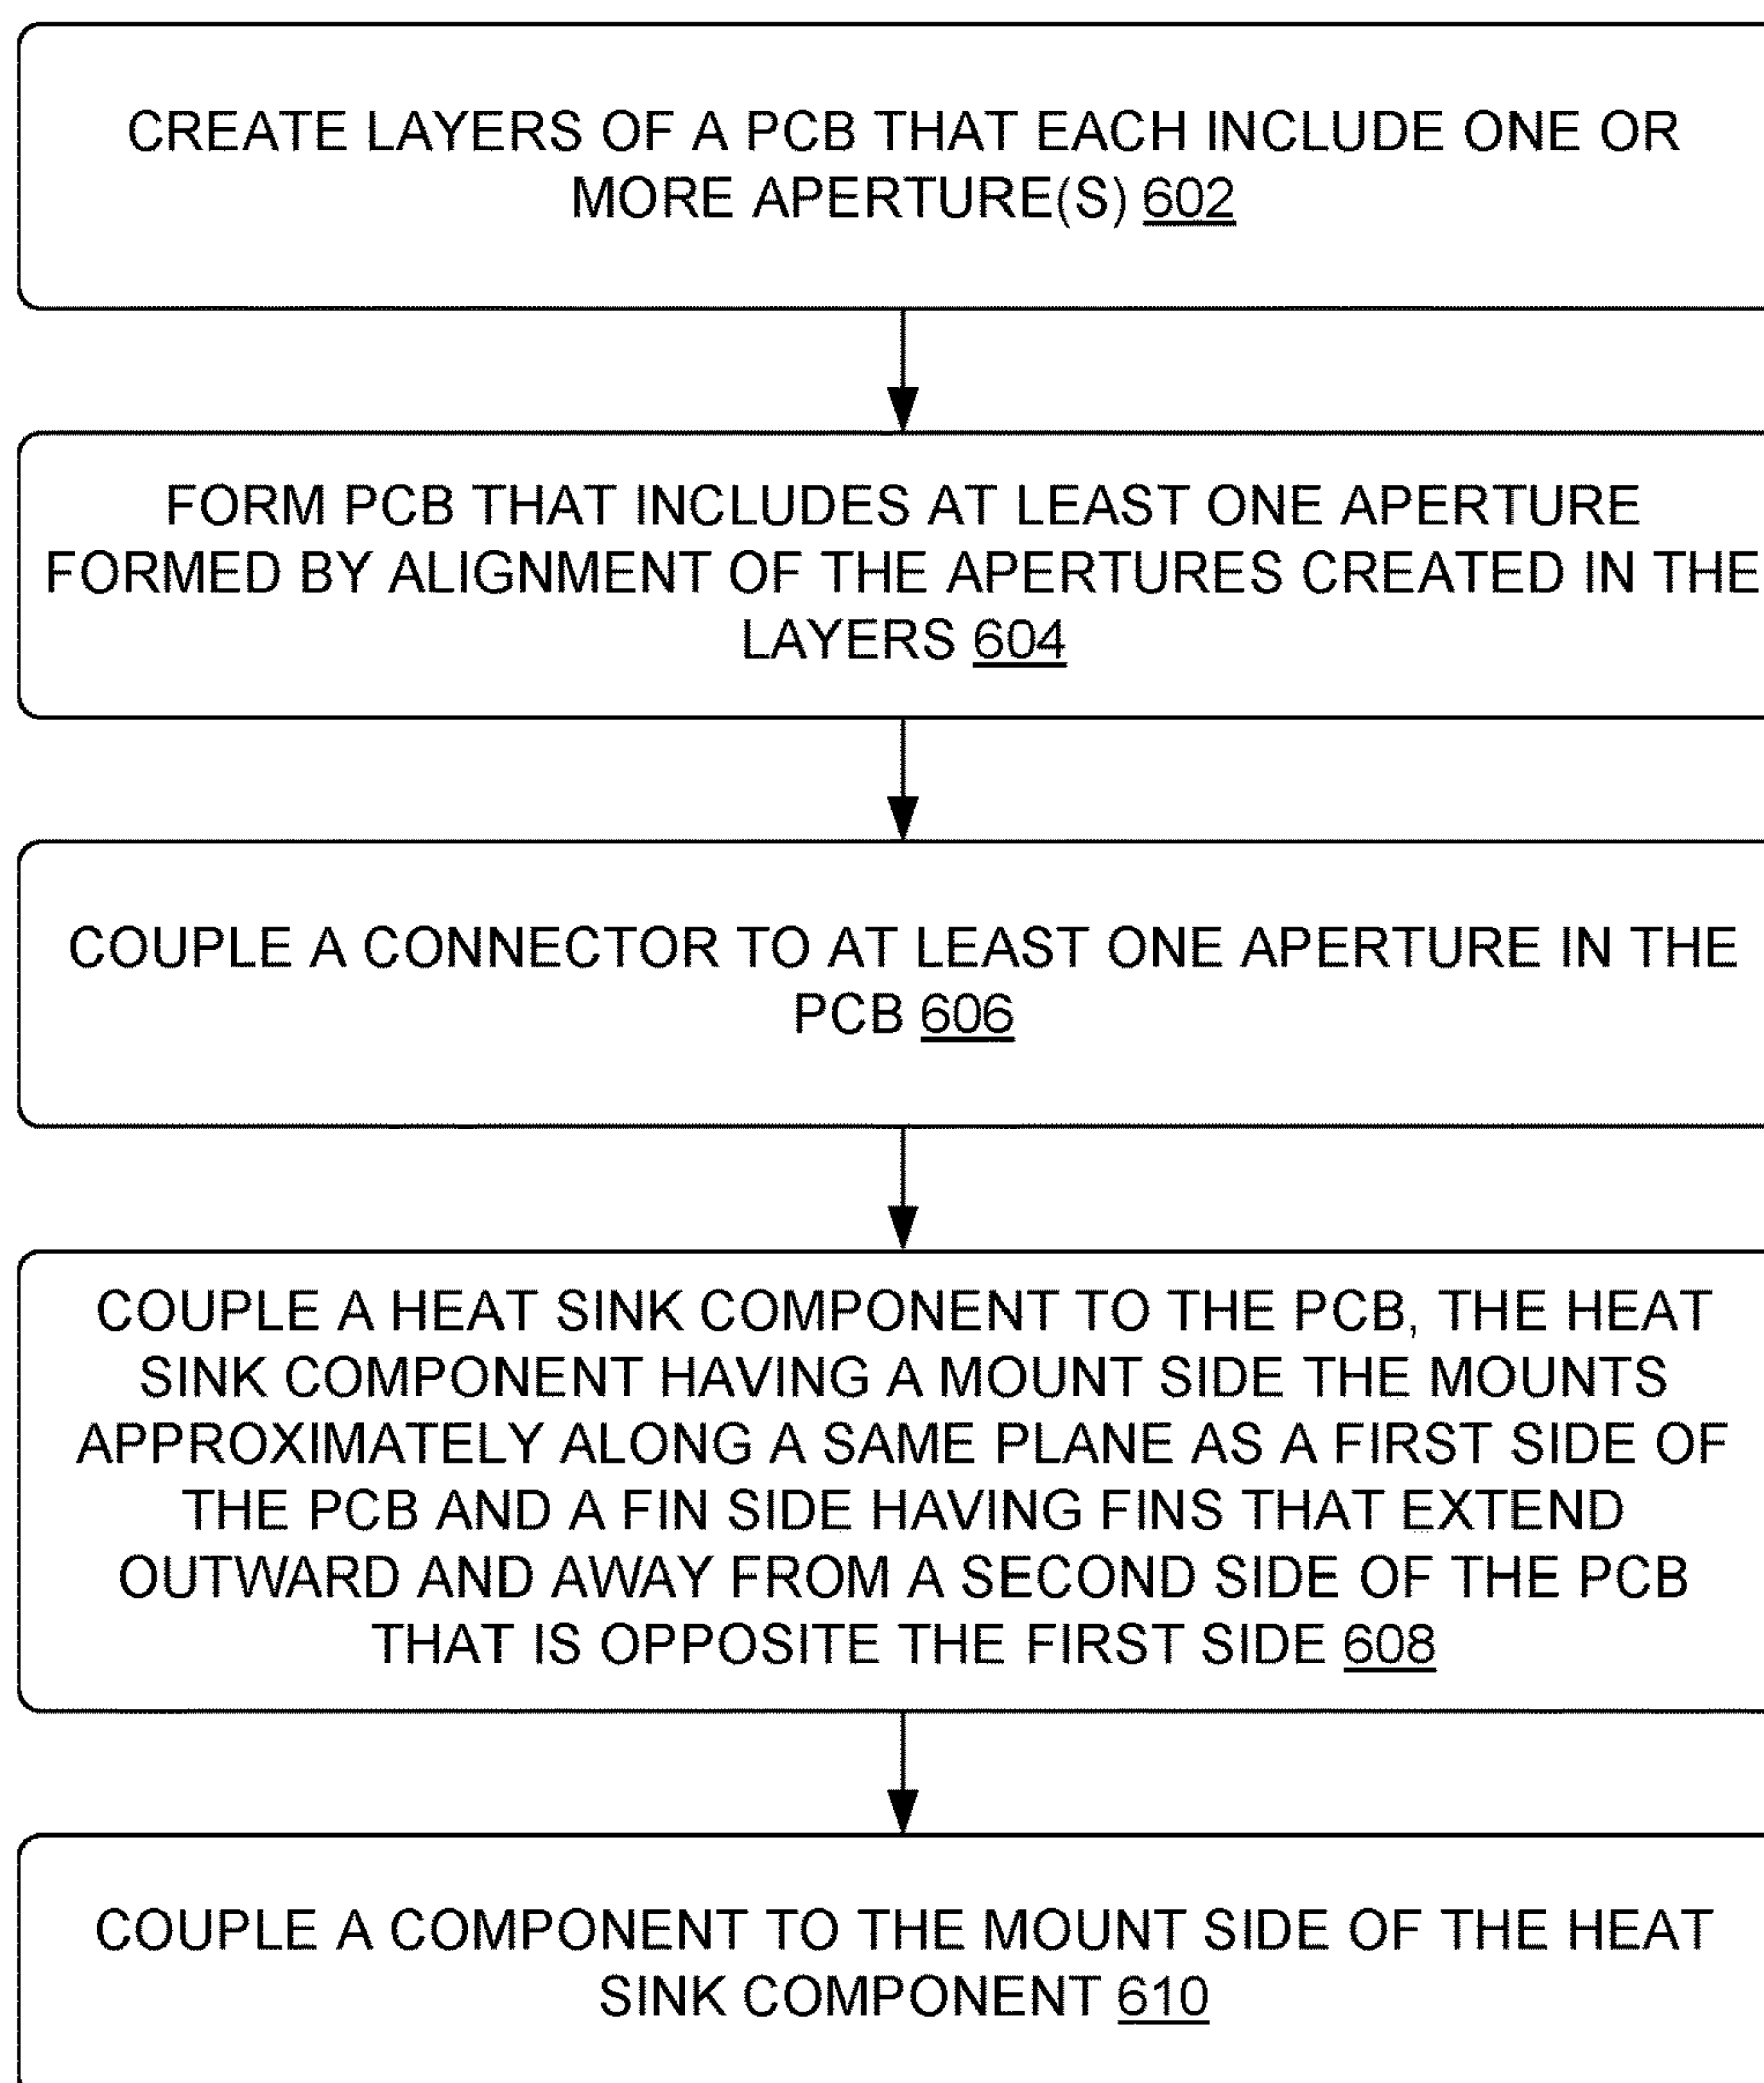 CREATE LAYERS OF A PCB THAT EACH INCLUDE ONE OR
MORE APERTURE(S) 602
FORM PCB THAT INCLUDES AT LEAST ONE APERTURE
FORMED BY ALIGNMENT OF THE APERTURES CREATED IN THE
LAYERS 604
COUPLE A CONNECTOR TO AT LEAST ONE APERTURE IN THE
PCB 606
COUPLE A HEAT SINK COMPONENT TO THE PCB, THE HEAT
SINK COMPONENT HAVING A MOUNT SIDE THE MOUNTS
APPROXIMATELY ALONG A SAME PLANE AS A FIRST SIDE OF
THE PCB AND A FIN SIDE HAVING FINS THAT EXTEND
OUTWARD AND AWAY FROM A SECOND SIDE OF THE PCB
THAT IS OPPOSITE THE FIRST SIDE 608
COUPLE A COMPONENT TO THE MOUNT SIDE OF THE HEAT
SINK COMPONENT 610